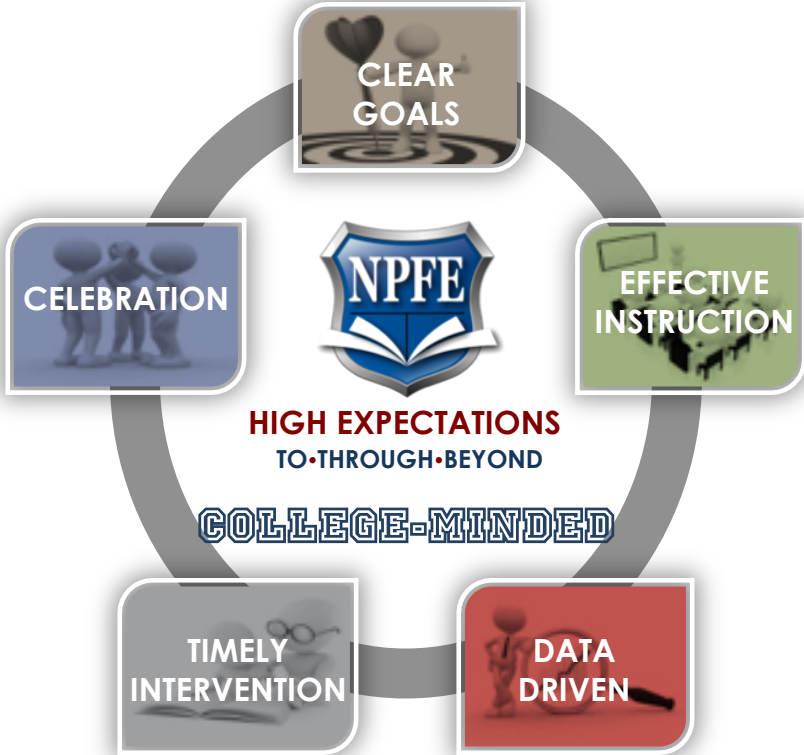 CLEAR
GOALS
CELEBRATION
NPFE
EFFECTIVE
INSTRUCTION
HIGH EXPECTATIONS
TO•THROUGH•BEYOND
COLLEGE-MINDED
TIMELY
INTERVENTION
DATA
DRIVEN